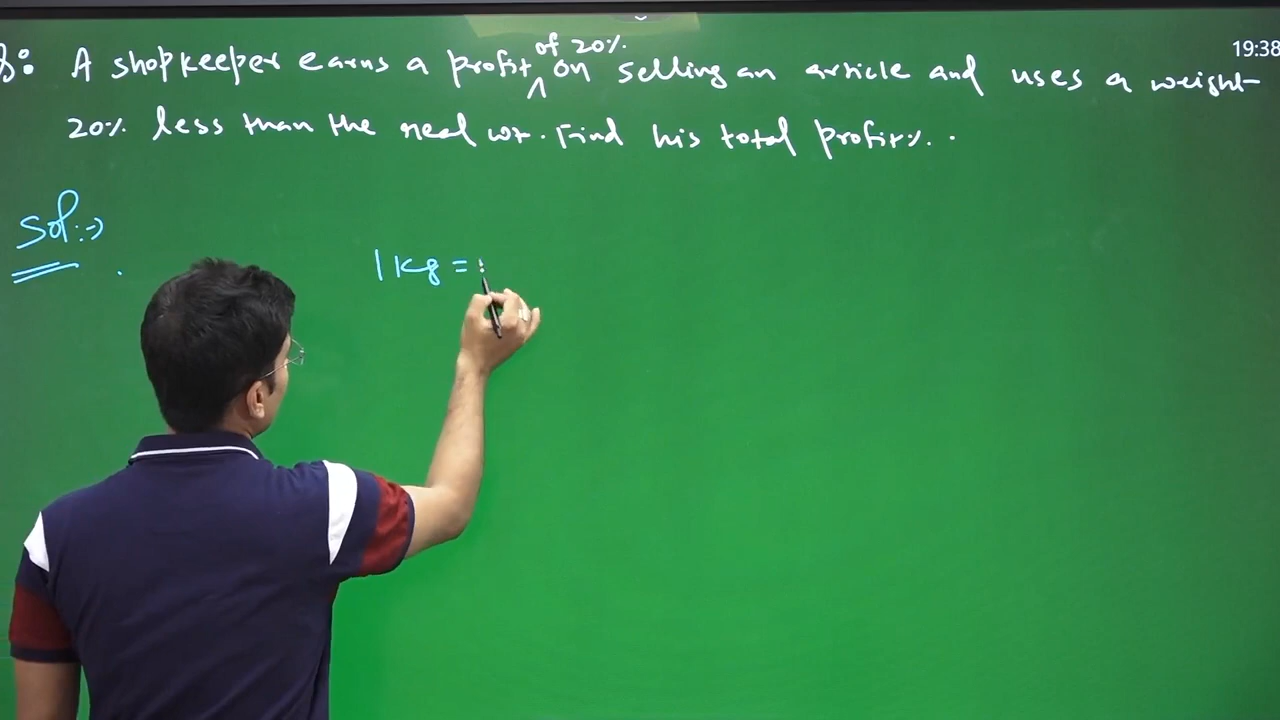 19:38
Q: A shopkeeper earns a profit of 20% on selling an article and uses a weight
20% less than the real wt. Find his total profit%.
Sol:→
1 Kg =